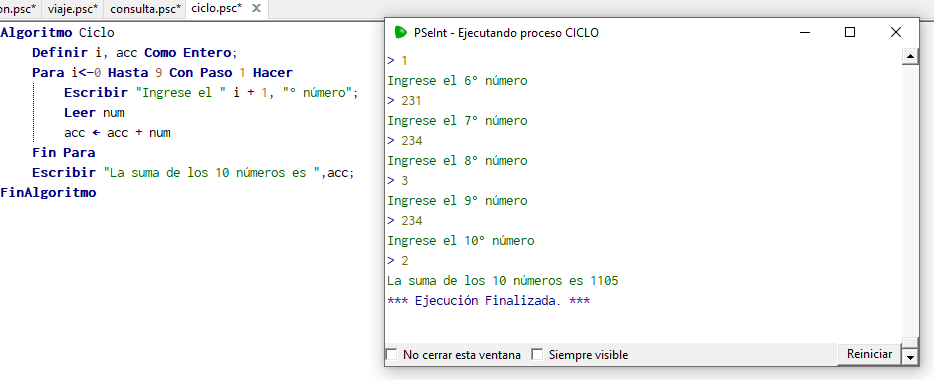 on.psc* viaje.psc* consulta.psc* ciclo.psc*
Algoritmo Ciclo
Definir i, acc Como Entero;
Para i<-0 Hasta 9 Con Paso 1 Hacer
Escribir "Ingrese el " i + 1, "° número";
Leer num
acc ← acc + num
Fin Para
Escribir "La suma de los 10 números es ",acc;
FinAlgoritmo
PSeInt - Ejecutando proceso CICLO
> 1
Ingrese el 6° número
> 231
Ingrese el 7° número
> 234
Ingrese el 8° número
> 3
Ingrese el 9° número
> 234
Ingrese el 10° número
> 2
La suma de los 10 números es 1105
*** Ejecución Finalizada. ***
No cerrar esta ventana Siempre visible Reiniciar